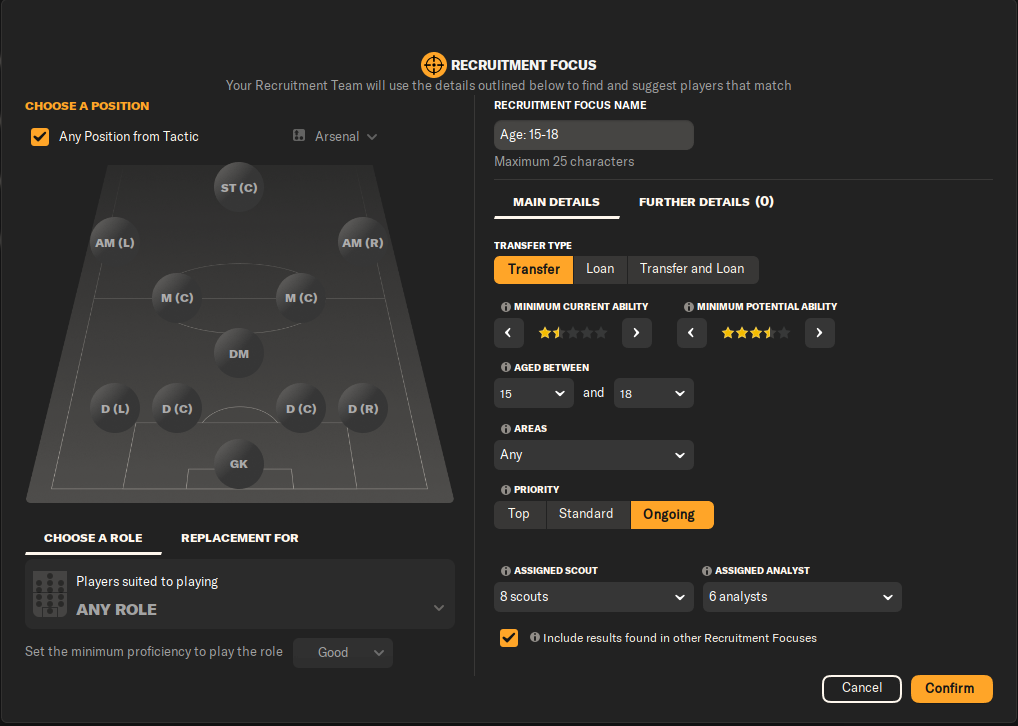 RECRUITMENT FOCUS
Your Recruitment Team will use the details outlined below to find and suggest players that match
CHOOSE A POSITION
Any Position from Tactic
Arsenal
ST (C)
AM (L)
AM (R)
M (C)
M (C)
DM
D (L)
D (C)
D (C)
D (R)
GK
CHOOSE A ROLE
REPLACEMENT FOR
Players suited to playing
ANY ROLE
Set the minimum proficiency to play the role
Good
RECRUITMENT FOCUS NAME
Age: 15-18
Maximum 25 characters
MAIN DETAILS
FURTHER DETAILS (0)
TRANSFER TYPE
Transfer
Loan
Transfer and Loan
MINIMUM CURRENT ABILITY
MINIMUM POTENTIAL ABILITY
AGED BETWEEN
15
and
18
AREAS
Any
PRIORITY
Top
Standard
Ongoing
ASSIGNED SCOUT
ASSIGNED ANALYST
8 scouts
6 analysts
Include results found in other Recruitment Focuses
Cancel
Confirm